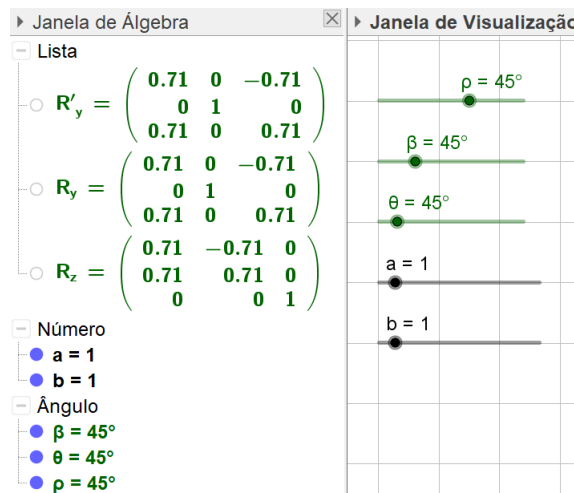 Janela de Álgebra
Lista
R′y = ( 0.71 0 −0.71
0 1 0
0.71 0 0.71 )
Ry = ( 0.71 0 −0.71
0 1 0
0.71 0 0.71 )
Rz = ( 0.71 −0.71 0
0.71 0.71 0
0 0 1 )
Número
a = 1
b = 1
Ângulo
β = 45°
θ = 45°
ρ = 45°
Janela de Visualização
ρ = 45°
β = 45°
θ = 45°
a = 1
b = 1